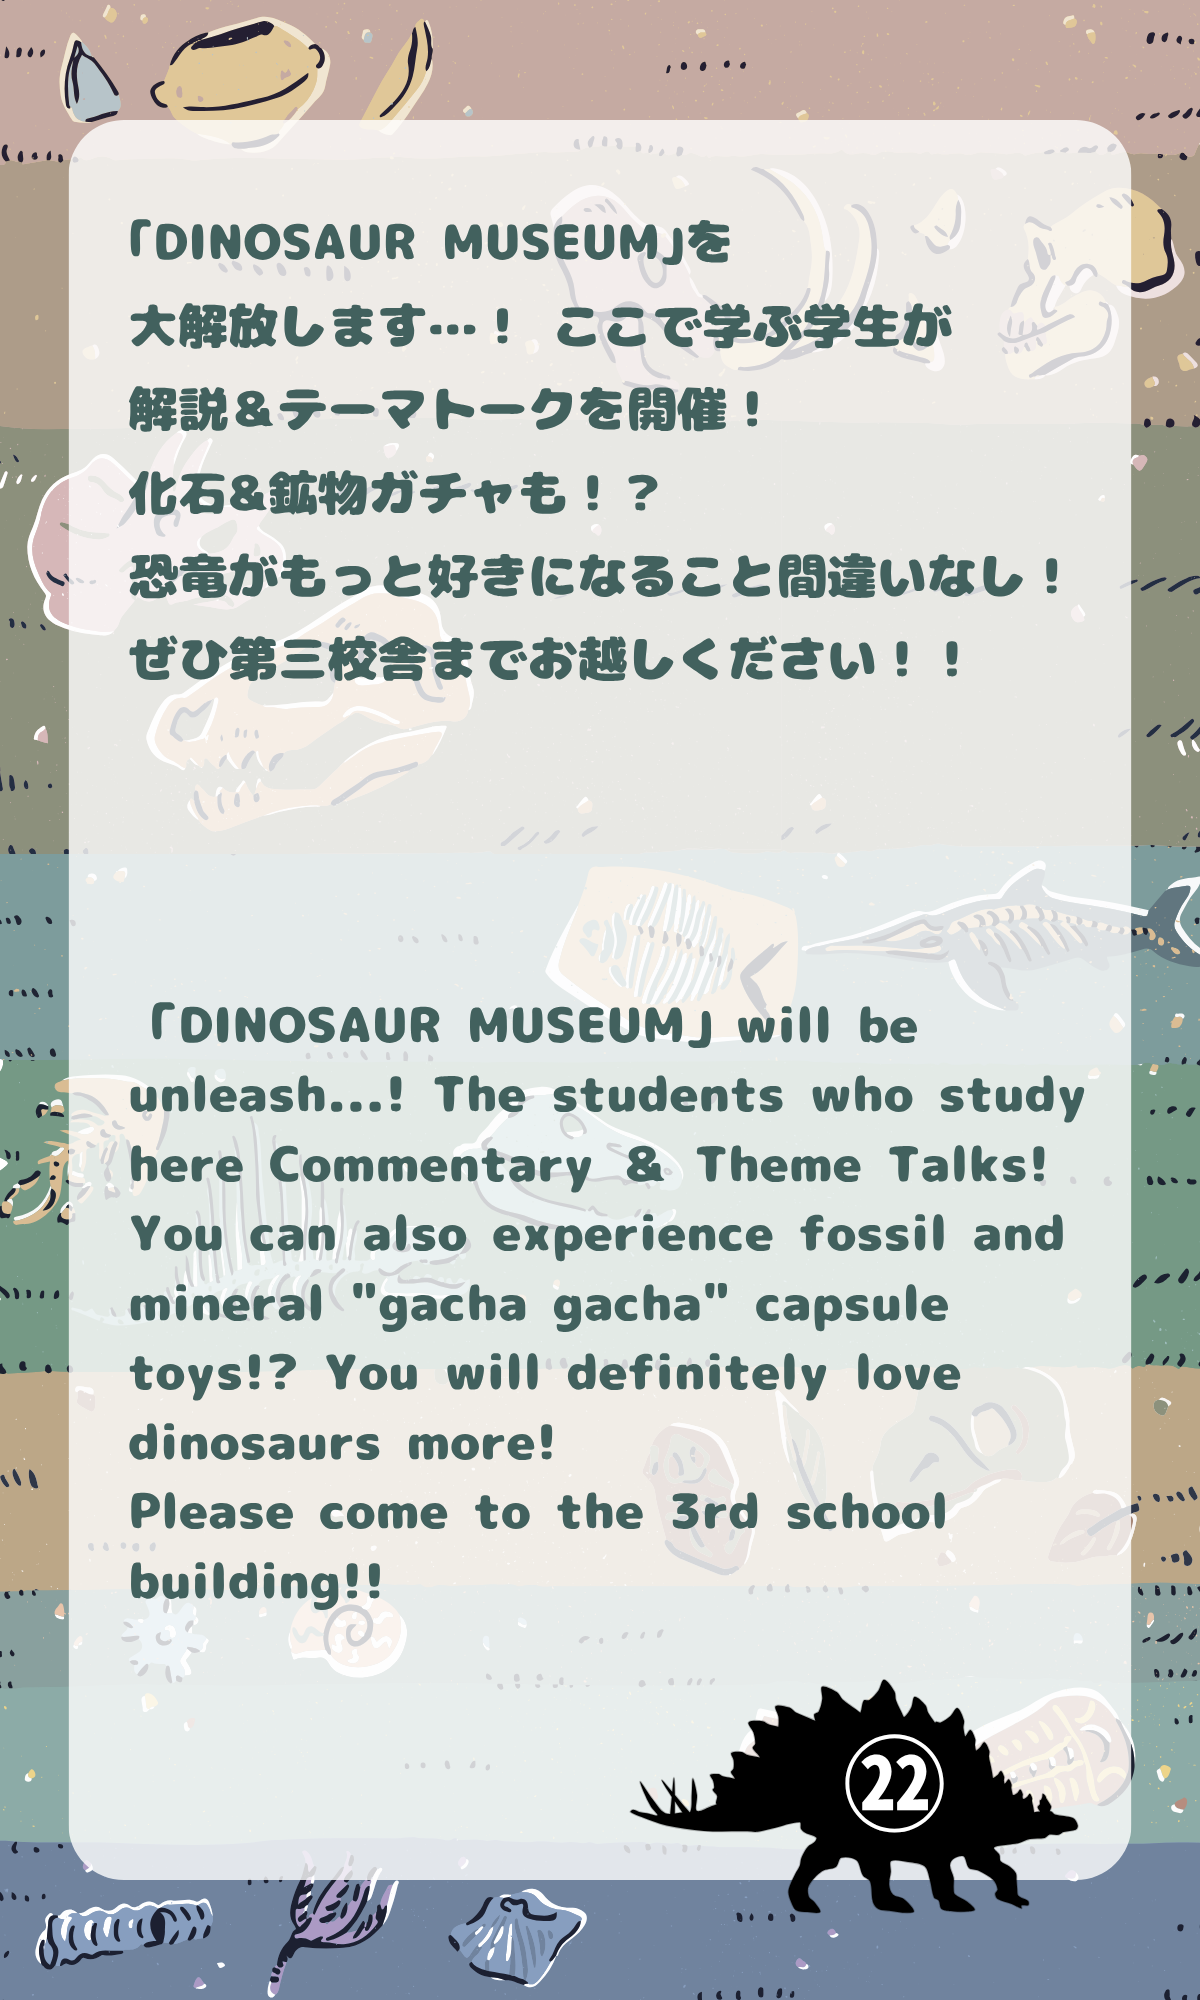 「DINOSAUR MUSEUM」を
大解放します…！ ここで学ぶ学生が
解説＆テーマトークを開催！
化石&鉱物ガチャも！？
恐竜がもっと好きになること間違いなし！
ぜひ第三校舎までお越しください！！
「DINOSAUR MUSEUM」will be
unleash...! The students who study
here Commentary & Theme Talks!
You can also experience fossil and
mineral "gacha gacha" capsule
toys!? You will definitely love
dinosaurs more!
Please come to the 3rd school
building!!
㉒